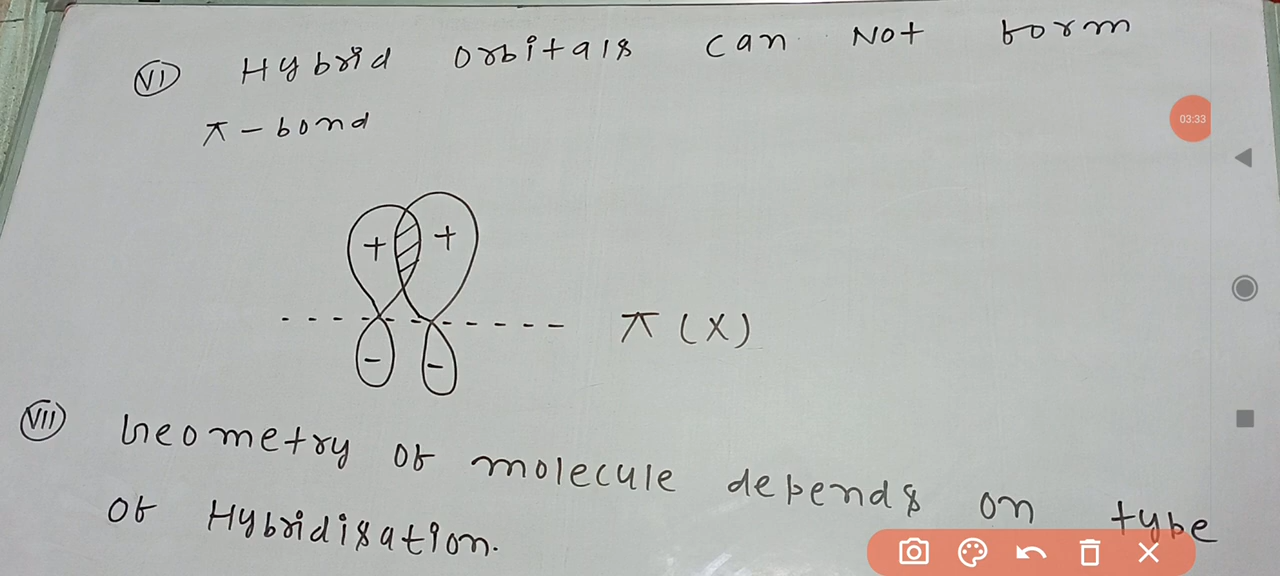 (VI) Hybrid orbitals can Not form
π - bond
03:33
+ +
π (X)
- -
(VII) Geometry of molecule depends on type
of Hybridisation.